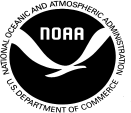 NATIONAL OCEANIC AND ATMOSPHERIC ADMINISTRATION
NOAA
U.S. DEPARTMENT OF COMMERCE